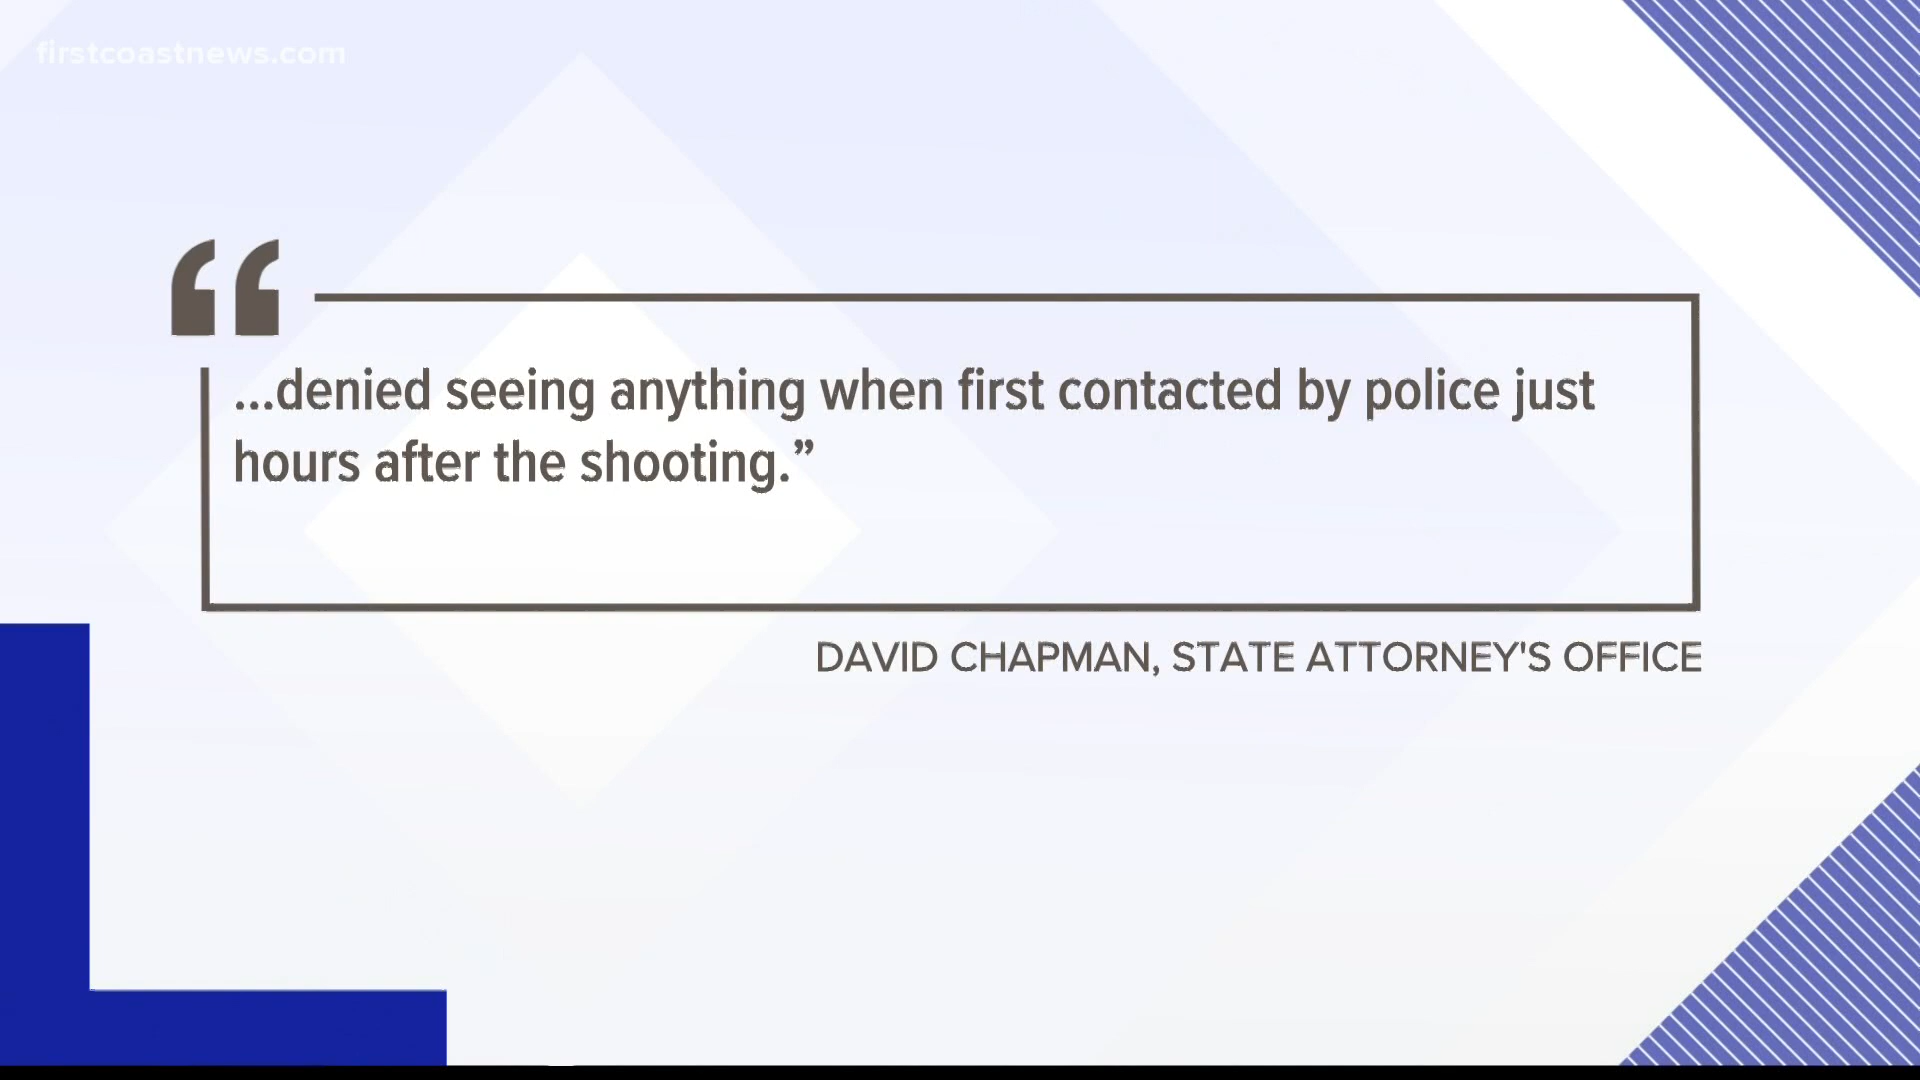 firstcoastnews.com
“
...denied seeing anything when first contacted by police just
hours after the shooting.”
DAVID CHAPMAN, STATE ATTORNEY'S OFFICE